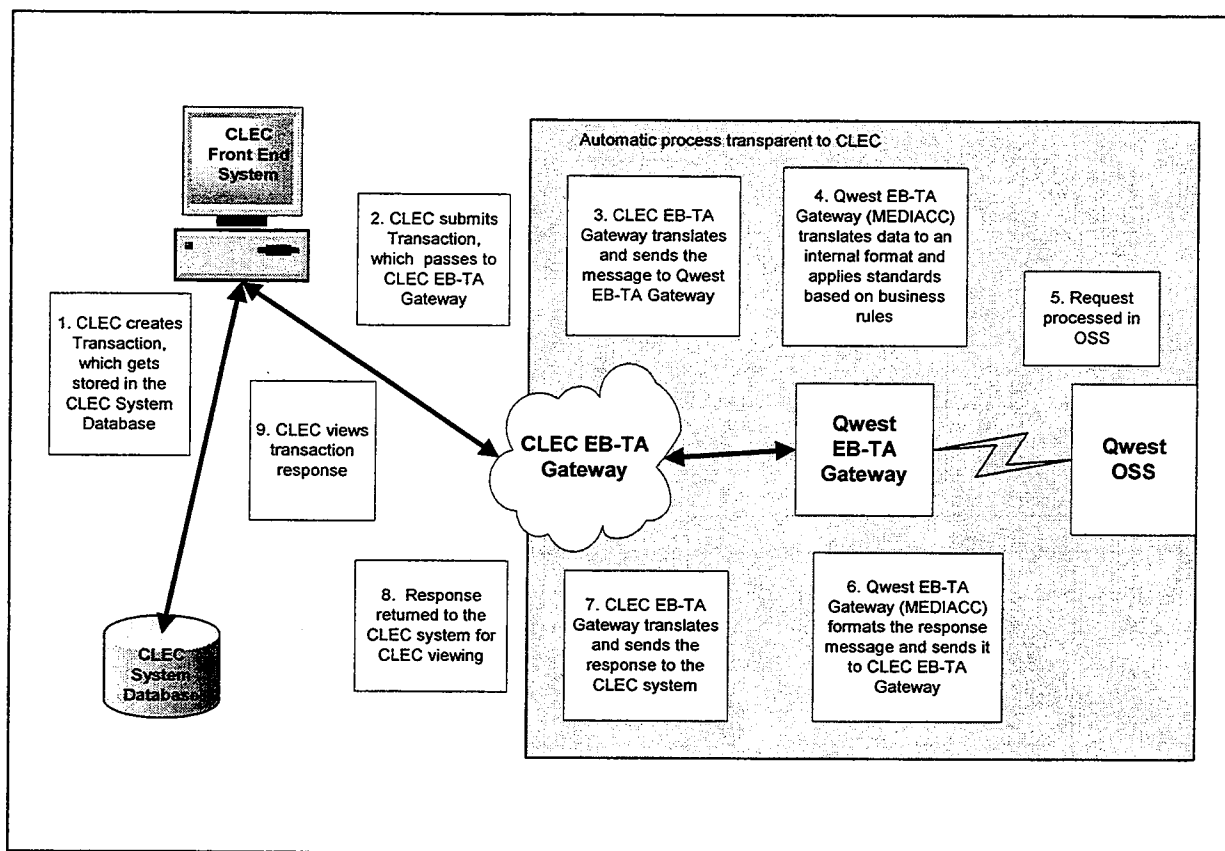 CLEC
Front End
System
Automatic process transparent to CLEC
1. CLEC creates
Transaction,
which gets
stored in the
CLEC System
Database
2. CLEC submits
Transaction,
which passes to
CLEC EB-TA
Gateway
3. CLEC EB-TA
Gateway translates
and sends the
message to Qwest
EB-TA Gateway
4. Qwest EB-TA
Gateway (MEDIACC)
translates data to an
internal format and
applies standards
based on business
rules
5. Request
processed in
OSS
9. CLEC views
transaction
response
CLEC EB-TA
Gateway
Qwest
EB-TA
Gateway
Qwest
OSS
8. Response
returned to the
CLEC system for
CLEC viewing
7. CLEC EB-TA
Gateway translates
and sends the
response to the
CLEC system
6. Qwest EB-TA
Gateway (MEDIACC)
formats the response
message and sends it
to CLEC EB-TA
Gateway
CLEC
System
Database